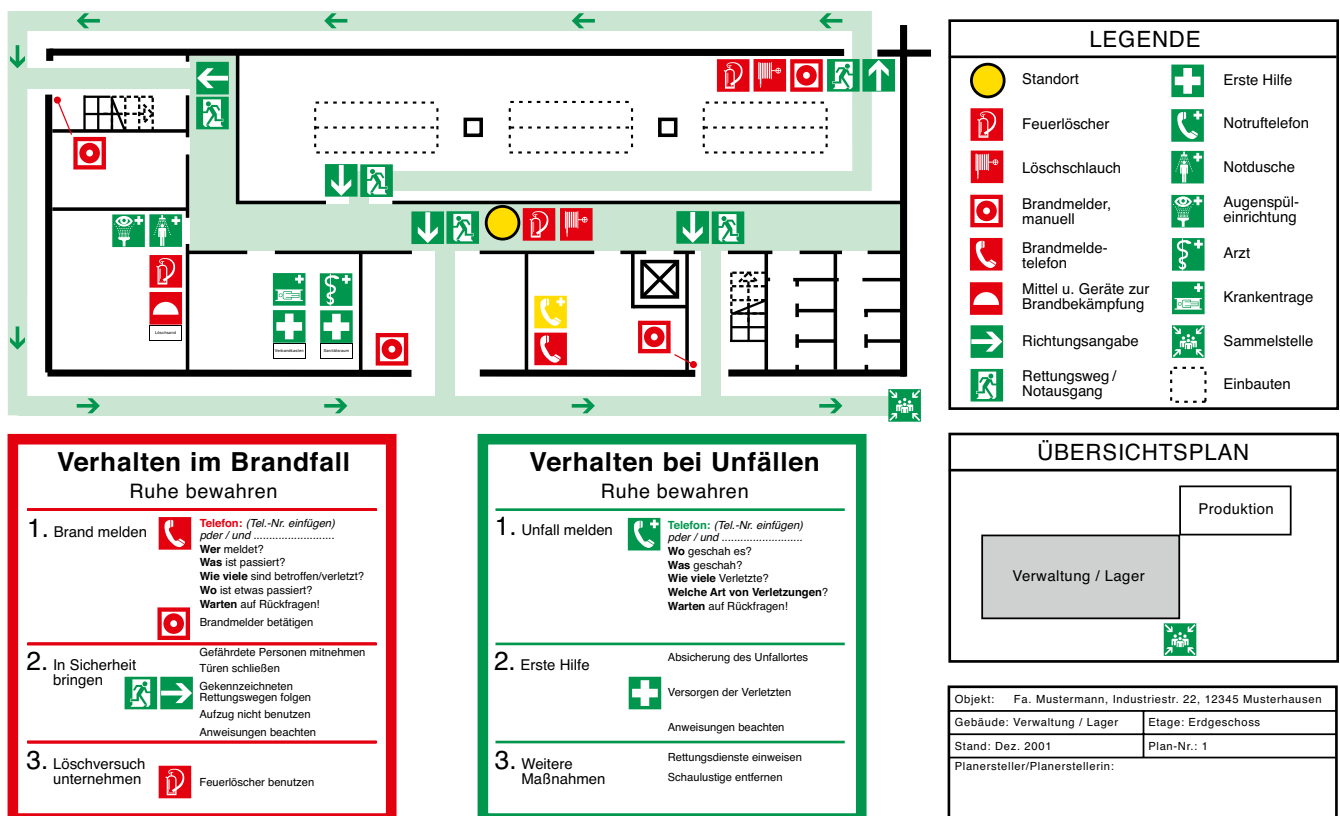 Löschsand
Verbandkasten
Sanitätsraum
LEGENDE
Standort
Feuerlöscher
Löschschlauch
Brandmelder,
manuell
Brandmelde-
telefon
Mittel u. Geräte zur
Brandbekämpfung
Richtungsangabe
Rettungsweg /
Notausgang
Erste Hilfe
Notruftelefon
Notdusche
Augenspül-
einrichtung
Arzt
Krankentrage
Sammelstelle
Einbauten
Verhalten im Brandfall
Ruhe bewahren
1. Brand melden
Telefon: (Tel.-Nr. einfügen)
pder / und ..........................
Wer meldet?
Was ist passiert?
Wie viele sind betroffen/verletzt?
Wo ist etwas passiert?
Warten auf Rückfragen!
Brandmelder betätigen
2. In Sicherheit
bringen
Gefährdete Personen mitnehmen
Türen schließen
Gekennzeichneten
Rettungswegen folgen
Aufzug nicht benutzen
Anweisungen beachten
3. Löschversuch
unternehmen
Feuerlöscher benutzen
Verhalten bei Unfällen
Ruhe bewahren
1. Unfall melden
Telefon: (Tel.-Nr. einfügen)
pder / und ..........................
Wo geschah es?
Was geschah?
Wie viele Verletzte?
Welche Art von Verletzungen?
Warten auf Rückfragen!
2. Erste Hilfe
Absicherung des Unfallortes
Versorgen der Verletzten
Anweisungen beachten
3. Weitere
Maßnahmen
Rettungsdienste einweisen
Schaulustige entfernen
ÜBERSICHTSPLAN
Produktion
Verwaltung / Lager
Objekt: Fa. Mustermann, Industriestr. 22, 12345 Musterhausen
Gebäude: Verwaltung / Lager
Etage: Erdgeschoss
Stand: Dez. 2001
Plan-Nr.: 1
Planersteller/Planerstellerin: